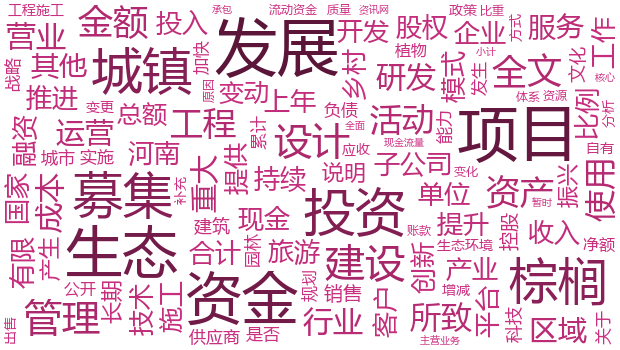 工程施工
承包
流动资金
质量
资讯网
政策
比重
营业
金额
投入
发展
开发
股权
企业
方式
服务
工作
战略
其他
城镇
加快
植物
乡村
研发
模式
发生
全文
小计
文化
核心
推进
变更
总额
原因
变动
上年
负债
全面
活动
能力
体系
资源
比例
分析
融资
运营
工程
累计
设计
应收
现金流量
项目
自有
城市
实施
河南
重大
提供
持续
说明
子公司
变化
单位
资产
暂时
振兴
使用
国家
成本
募集
补充
投资
建筑
现金
账款
提升
控股
收入
净额
有限
产生
生态
合计
园林
旅游
建设
生态环境
创新
产业
棕榈
公开
长期
技术
施工
资金
规划
销售
客户
增减
平台
科技
区域
关于
出售
管理
供应商
是否
行业
所致
主营业务